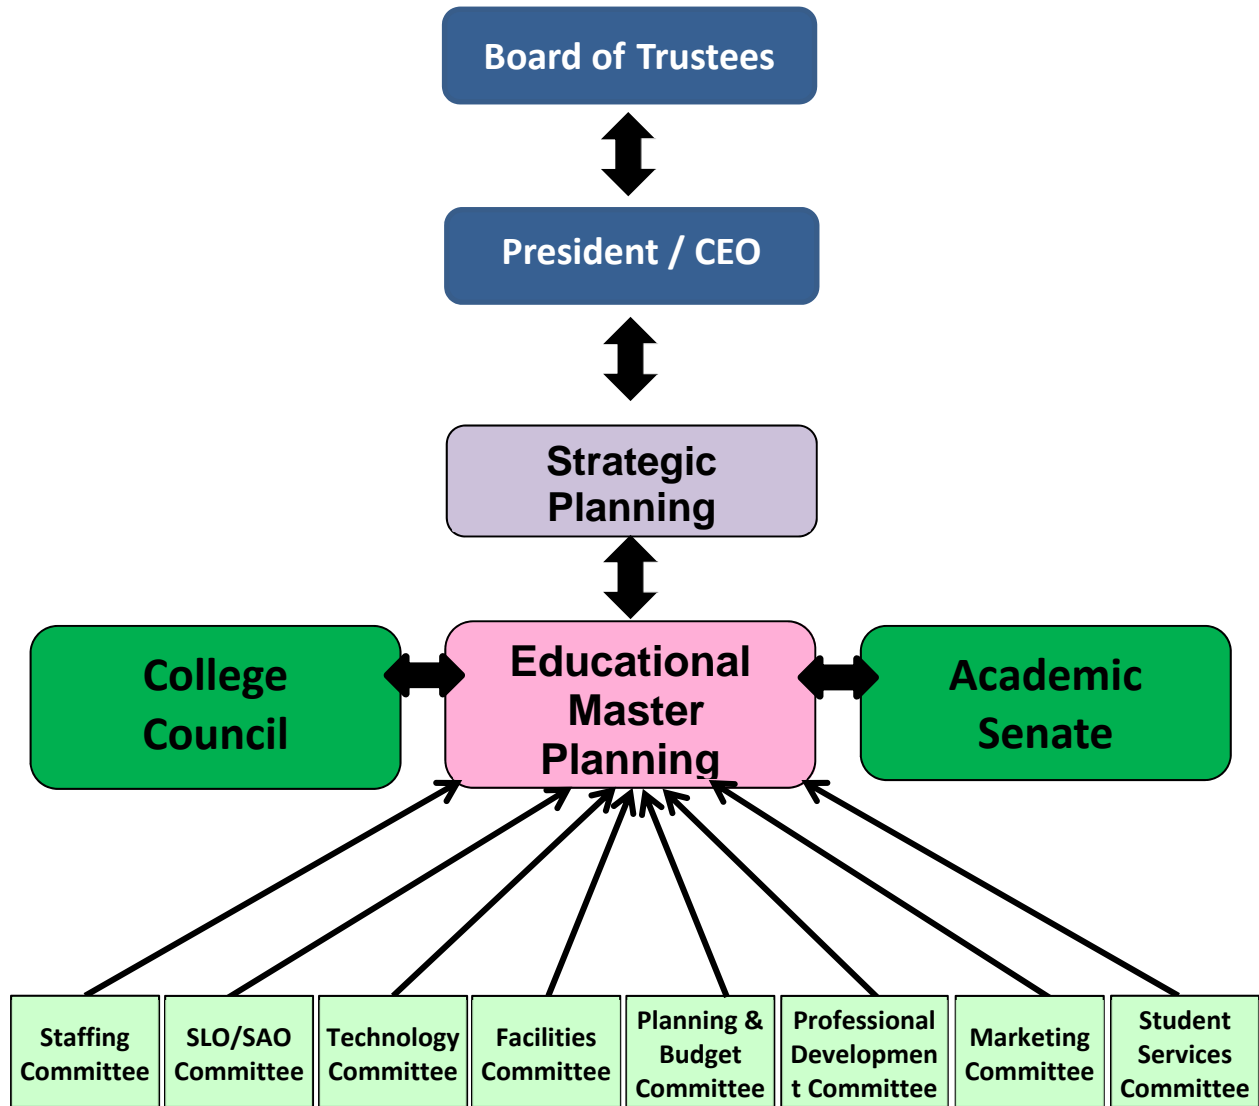 Board of Trustees
President / CEO
Strategic
Planning
College
Council
Educational
Master
Planning
Academic
Senate
Staffing
Committee
SLO/SAO
Committee
Technology
Committee
Facilities
Committee
Planning &
Budget
Committee
Professional
Developmen
t Committee
Marketing
Committee
Student
Services
Committee